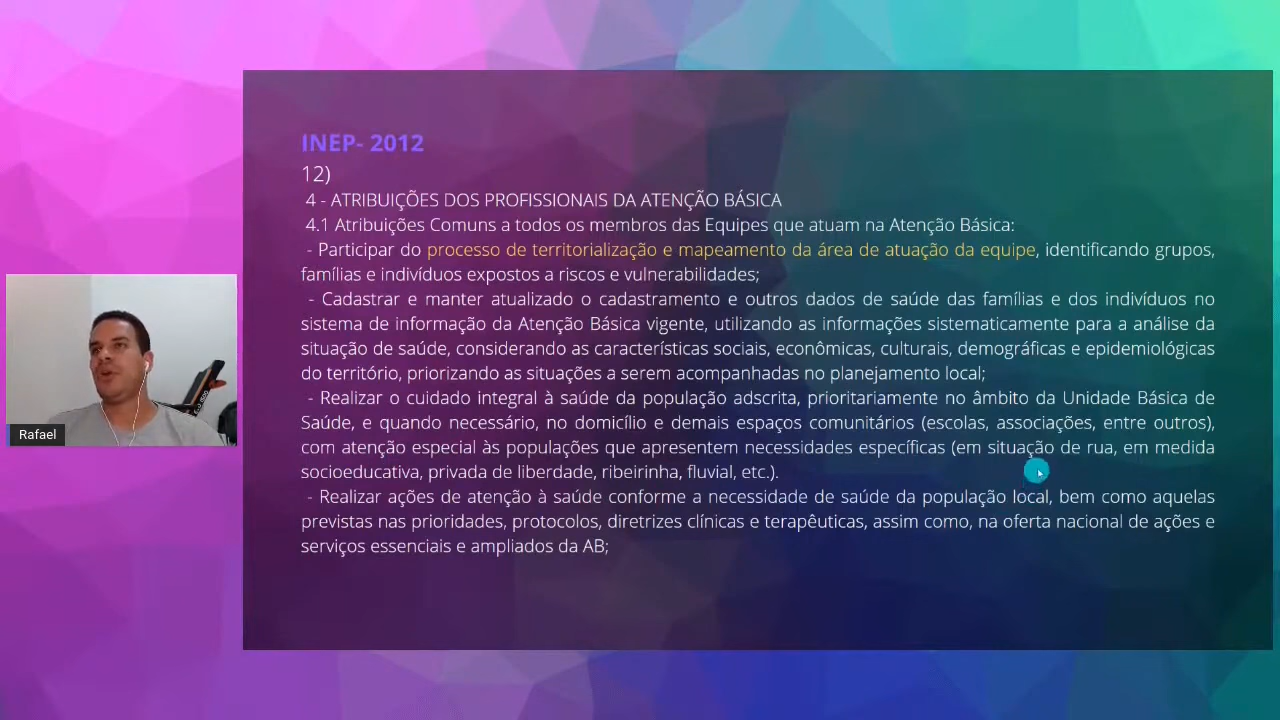 INEP- 2012
12)
4 - ATRIBUIÇÕES DOS PROFISSIONAIS DA ATENÇÃO BÁSICA
4.1 Atribuições Comuns a todos os membros das Equipes que atuam na Atenção Básica:
- Participar do processo de territorialização e mapeamento da área de atuação da equipe, identificando grupos,
famílias e indivíduos expostos a riscos e vulnerabilidades;
- Cadastrar e manter atualizado o cadastramento e outros dados de saúde das famílias e dos indivíduos no
sistema de informação da Atenção Básica vigente, utilizando as informações sistematicamente para a análise da
situação de saúde, considerando as características sociais, econômicas, culturais, demográficas e epidemiológicas
do território, priorizando as situações a serem acompanhadas no planejamento local;
- Realizar o cuidado integral à saúde da população adscrita, prioritariamente no âmbito da Unidade Básica de
Saúde, e quando necessário, no domicílio e demais espaços comunitários (escolas, associações, entre outros),
com atenção especial às populações que apresentem necessidades específicas (em situação de rua, em medida
socioeducativa, privada de liberdade, ribeirinha, fluvial, etc.).
- Realizar ações de atenção à saúde conforme a necessidade de saúde da população local, bem como aquelas
previstas nas prioridades, protocolos, diretrizes clínicas e terapêuticas, assim como, na oferta nacional de ações e
serviços essenciais e ampliados da AB;
Rafael